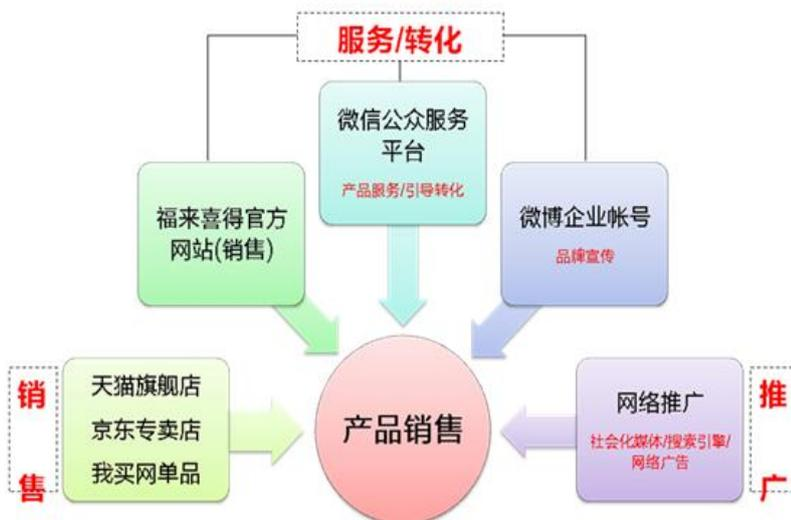 服务/转化
微信公众服务
平台
产品服务/引导转化
福来喜得官方
网站(销售)
微博企业帐号
品牌宣传
销
售
天猫旗舰店
京东专卖店
我买网单品
产品销售
网络推广
社会化媒体/搜索引擎/
网络广告
推
广